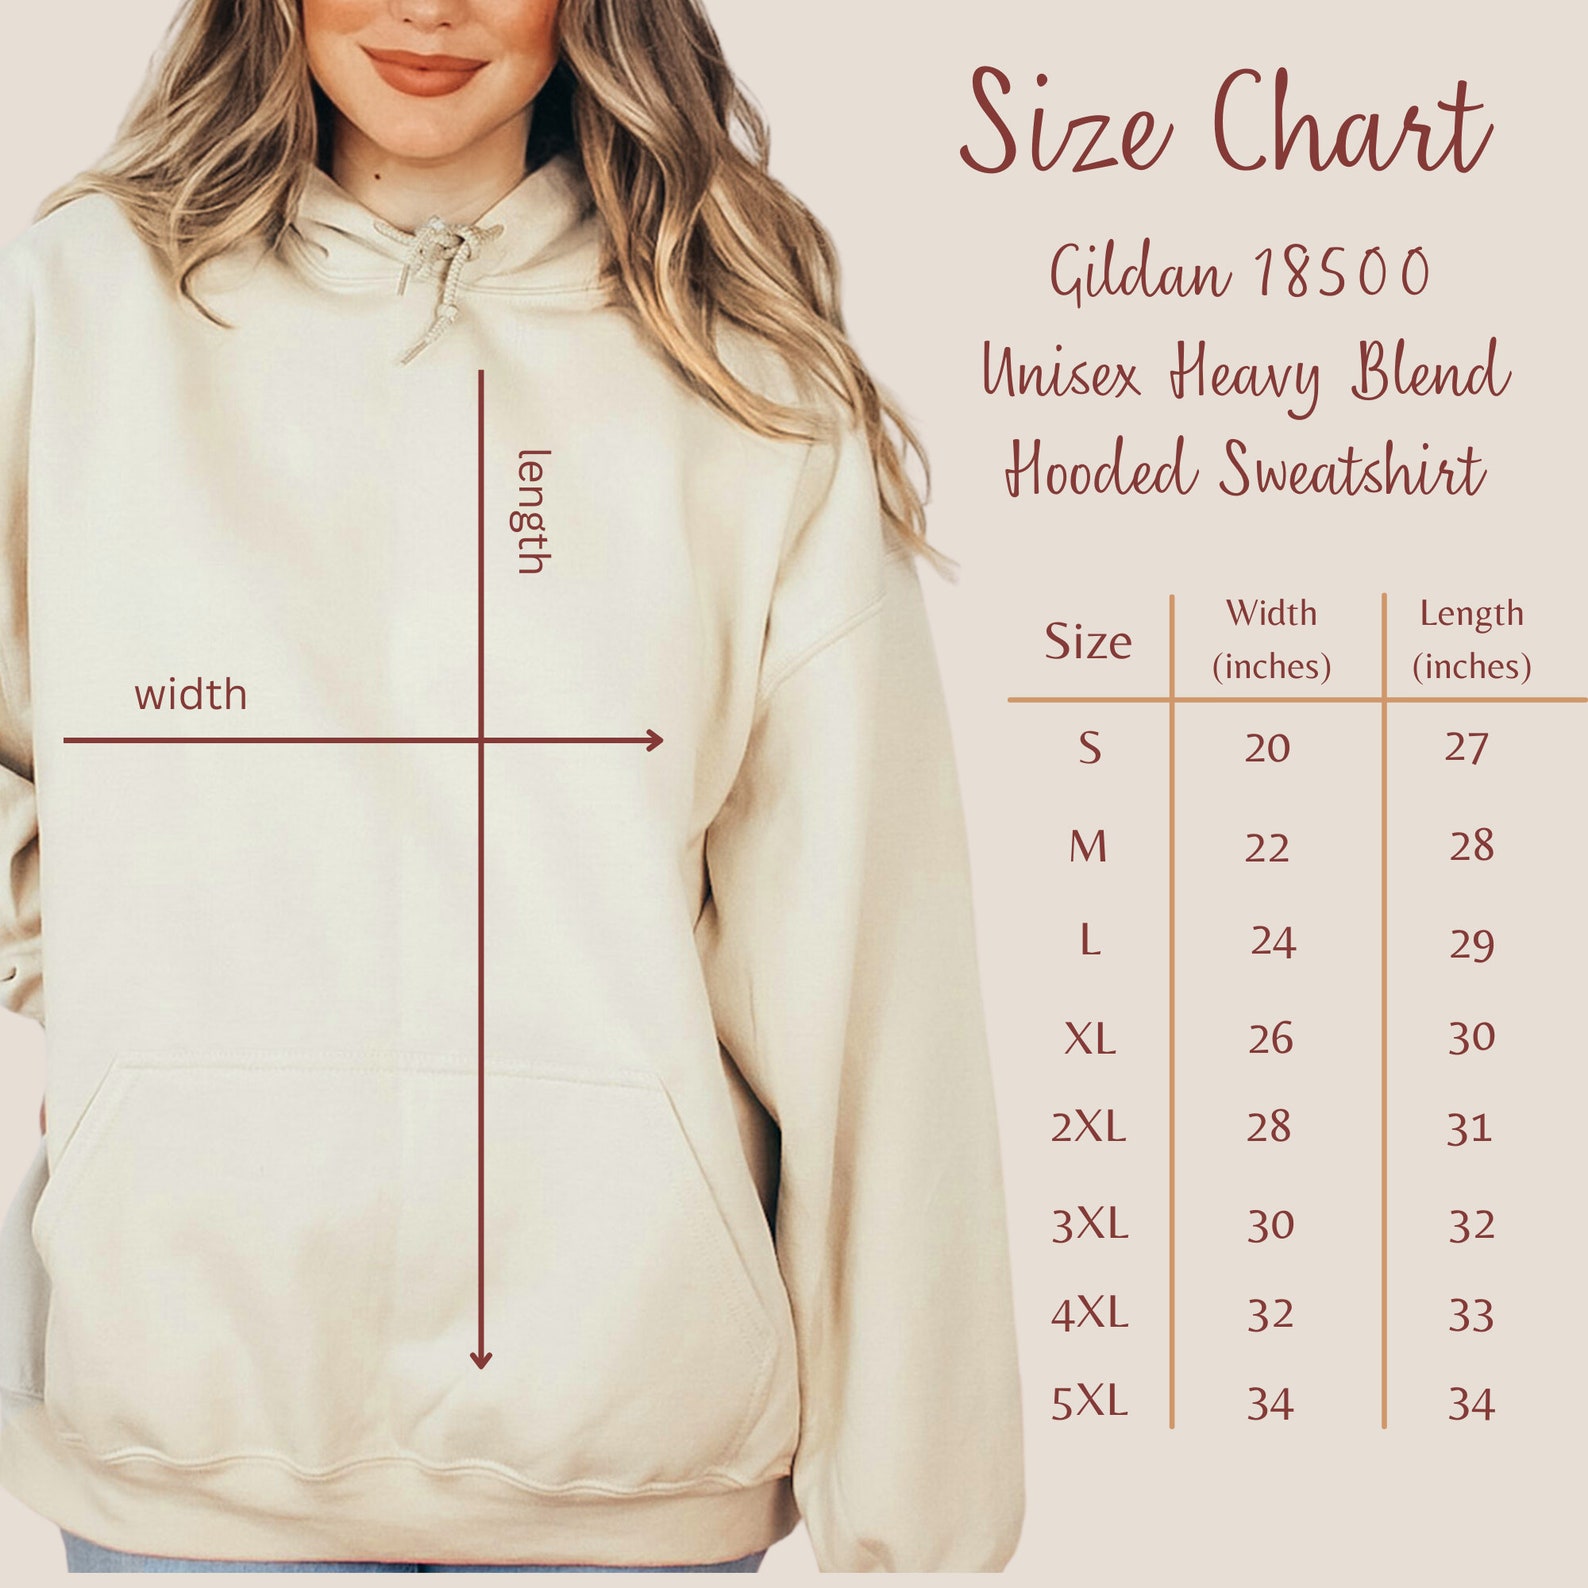 Size Chart
Gildan 18500
Unisex Heavy Blend
Hooded Sweatshirt
length
width
Size Width (inches) Length (inches)
S 20 27
M 22 28
L 24 29
XL 26 30
2XL 28 31
3XL 30 32
4XL 32 33
5XL 34 34